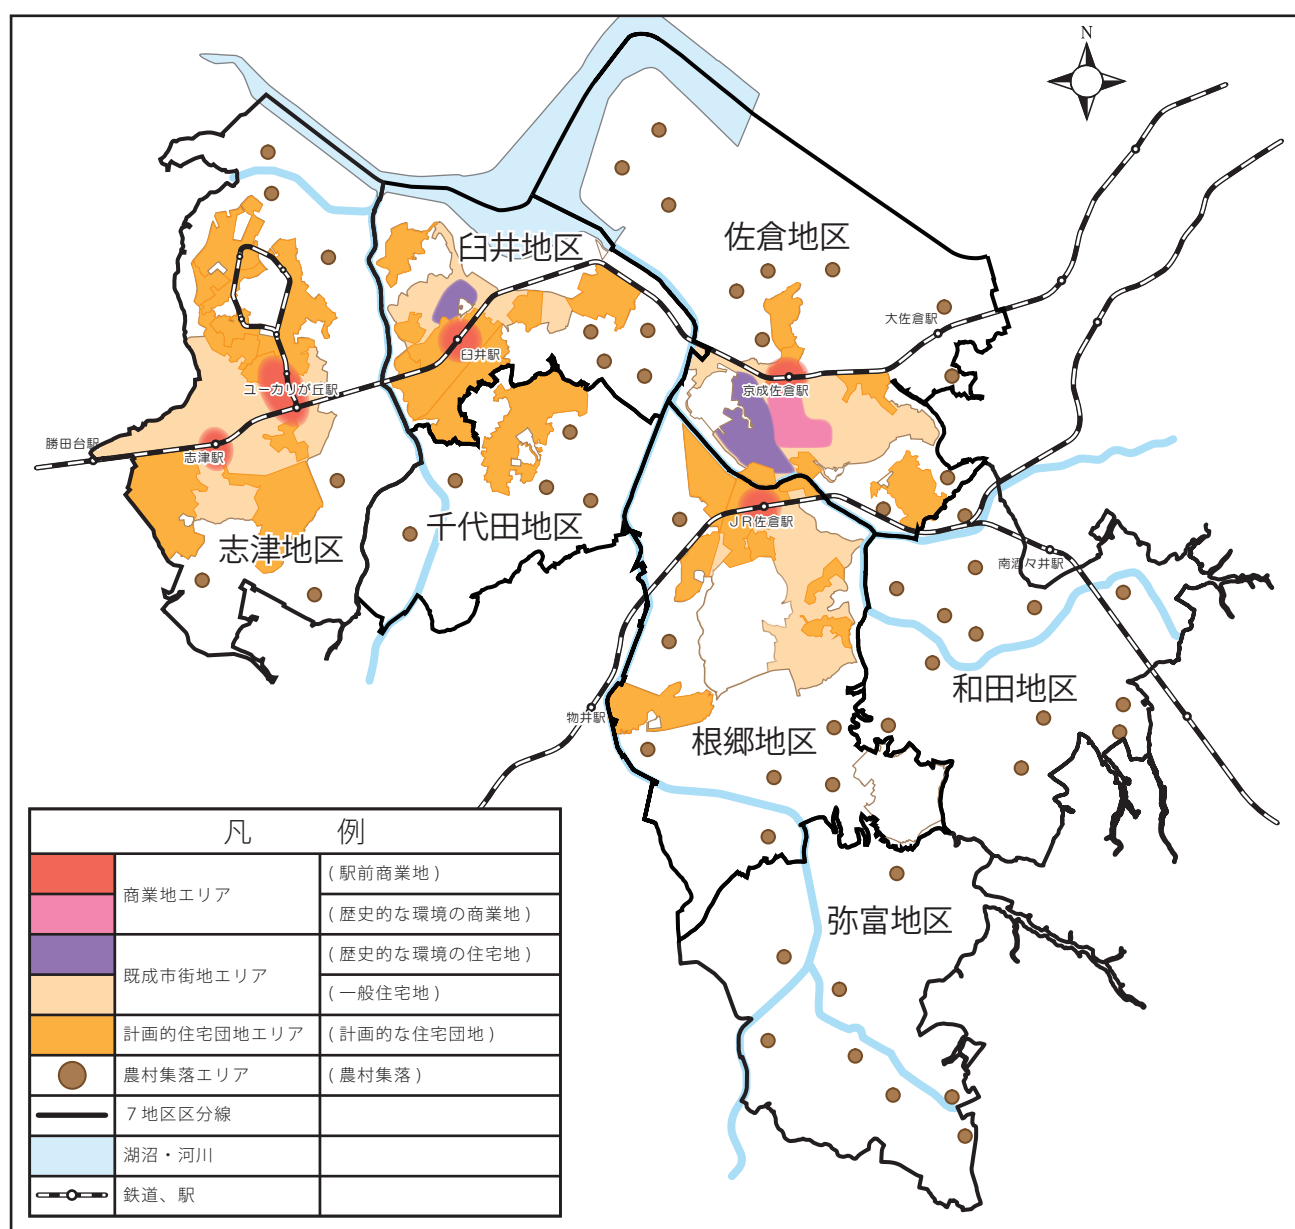 N
佐倉地区
臼井地区
大佐倉駅
臼井駅
京成佐倉駅
ユーカリが丘駅
勝田台駅
志津駅
千代田地区
JR佐倉駅
志津地区
南酒々井駅
和田地区
物井駅
根郷地区
弥富地区
凡 例
商業地エリア
(駅前商業地)
(歴史的な環境の商業地)
既成市街地エリア
(歴史的な環境の住宅地)
(一般住宅地)
計画的住宅団地エリア
(計画的な住宅団地)
農村集落エリア
(農村集落)
7地区区分線
湖沼・河川
鉄道、駅